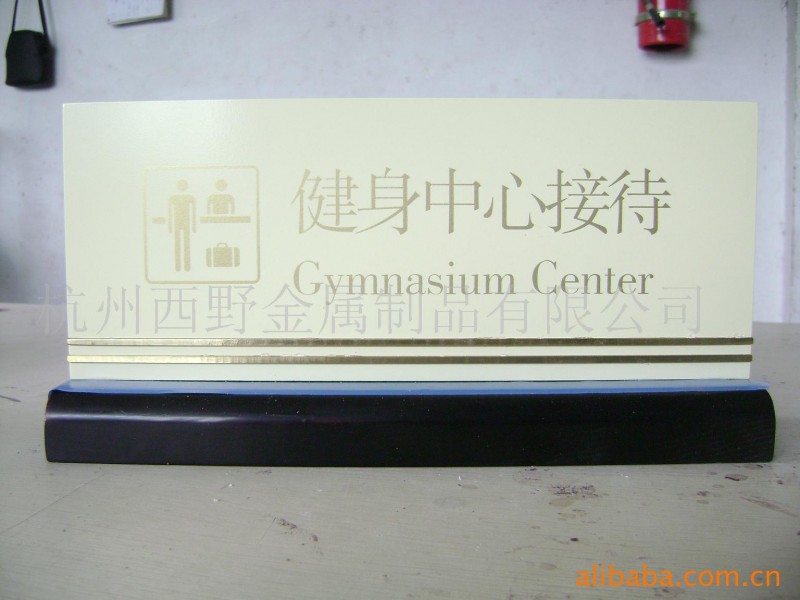 健身中心接待
Gymnasium Center
杭州西野金属制品有限公司
alibaba.com.cn